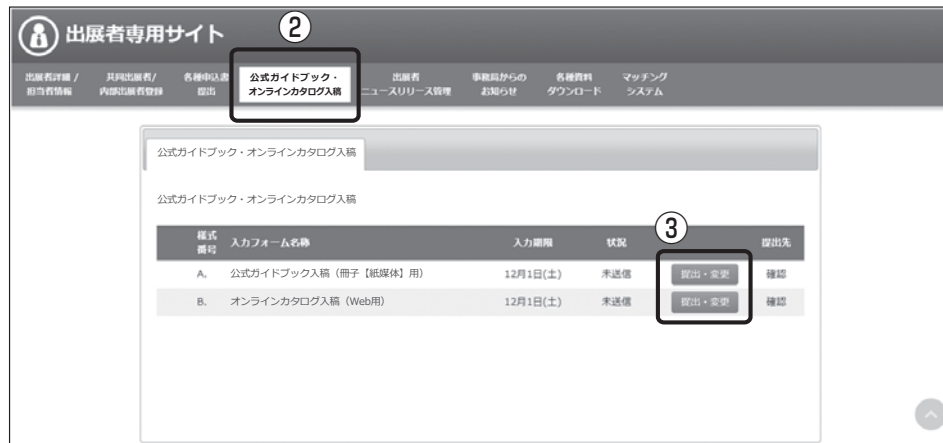 出展者専用サイト
②
出展者詳細 / 共同出展者/ 各種申込書 公式ガイドブック・ 出展者 事務局からの 各種資料 マッチング
担当者情報 内部出展者登録 提出 オンラインカタログ入稿 ニュースリリース管理 お知らせ ダウンロード システム
公式ガイドブック・オンラインカタログ入稿
公式ガイドブック・オンラインカタログ入稿
③
様式番号 入力フォーム名称 入力期限 状況 提出先
A. 公式ガイドブック入稿（冊子【紙媒体】用） 12月1日(土) 未送信 提出・変更 確認
B. オンラインカタログ入稿（Web用） 12月1日(土) 未送信 提出・変更 確認